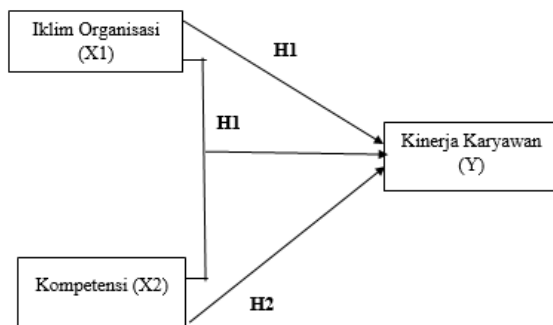 Iklim Organisasi
(X1)
H1
H1
Kinerja Karyawan
(Y)
Kompetensi (X2)
H2